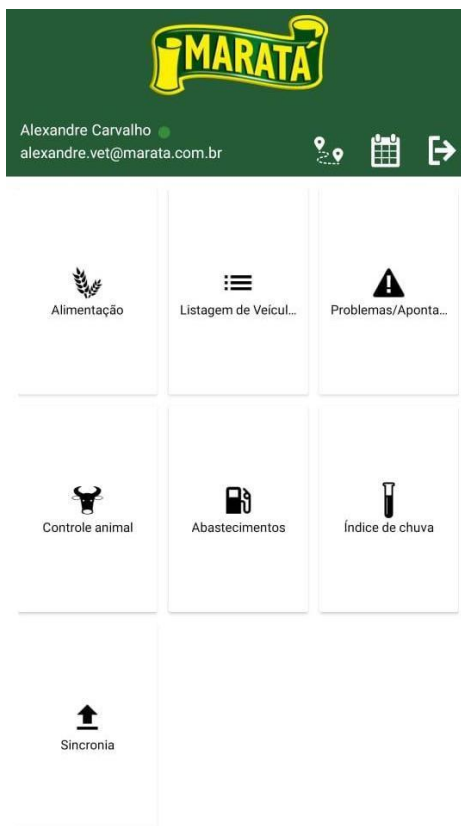 MARATÁ
Alexandre Carvalho
alexandre.vet@marata.com.br
Alimentação
Listagem de Veícul...
Problemas/Aponta...
Controle animal
Abastecimentos
Índice de chuva
Sincronia